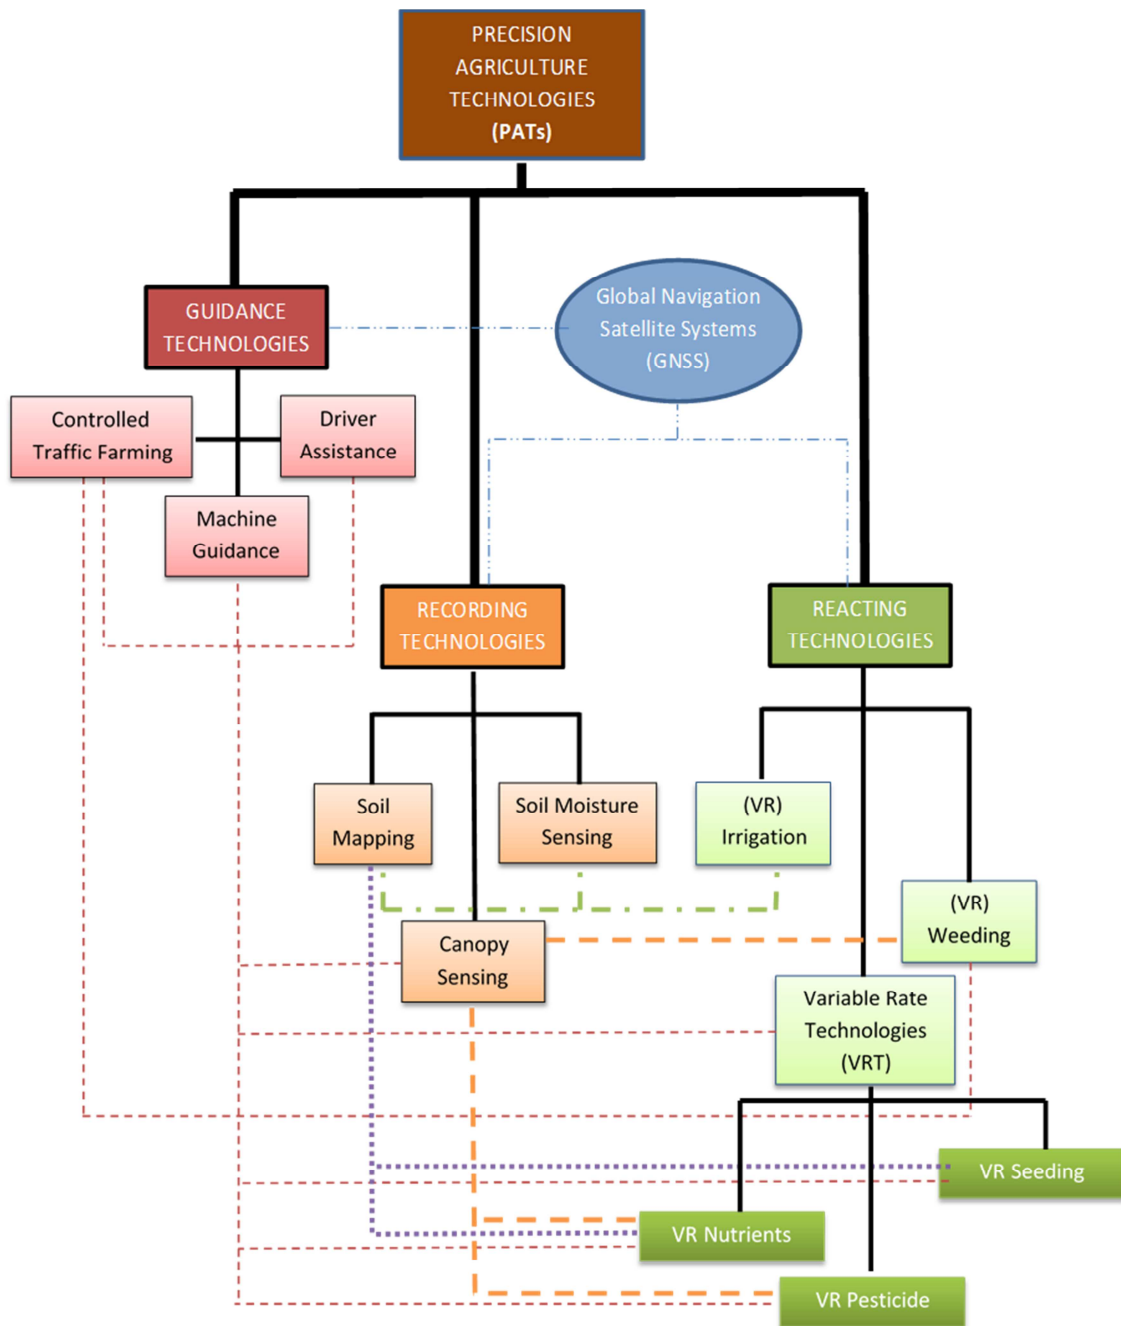 PRECISION
AGRICULTURE
TECHNOLOGIES
(PATs)
Global Navigation
Satellite Systems
(GNSS)
GUIDANCE
TECHNOLOGIES
Controlled
Traffic Farming
Driver
Assistance
Machine
Guidance
RECORDING
TECHNOLOGIES
REACTING
TECHNOLOGIES
Soil
Mapping
Soil Moisture
Sensing
(VR)
Irrigation
(VR)
Weeding
Canopy
Sensing
Variable Rate
Technologies
(VRT)
VR Seeding
VR Nutrients
VR Pesticide